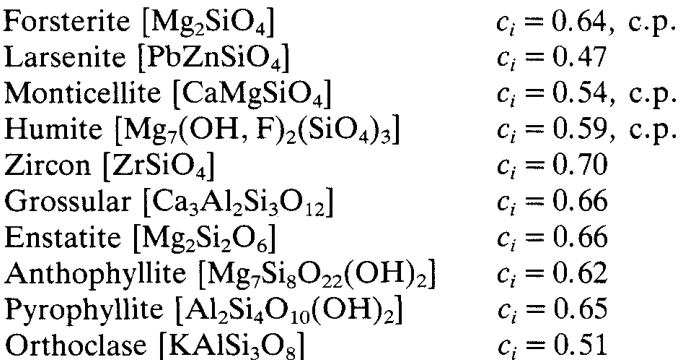 Forsterite [Mg₂SiO₄] cᵢ = 0.64, c.p.
Larsenite [PbZnSiO₄] cᵢ = 0.47
Monticellite [CaMgSiO₄] cᵢ = 0.54, c.p.
Humite [Mg₇(OH, F)₂(SiO₄)₃] cᵢ = 0.59, c.p.
Zircon [ZrSiO₄] cᵢ = 0.70
Grossular [Ca₃Al₂Si₃O₁₂] cᵢ = 0.66
Enstatite [Mg₂Si₂O₆] cᵢ = 0.66
Anthophyllite [Mg₇Si₈O₂₂(OH)₂] cᵢ = 0.62
Pyrophyllite [Al₂Si₄O₁₀(OH)₂] cᵢ = 0.65
Orthoclase [KAlSi₃O₈] cᵢ = 0.51